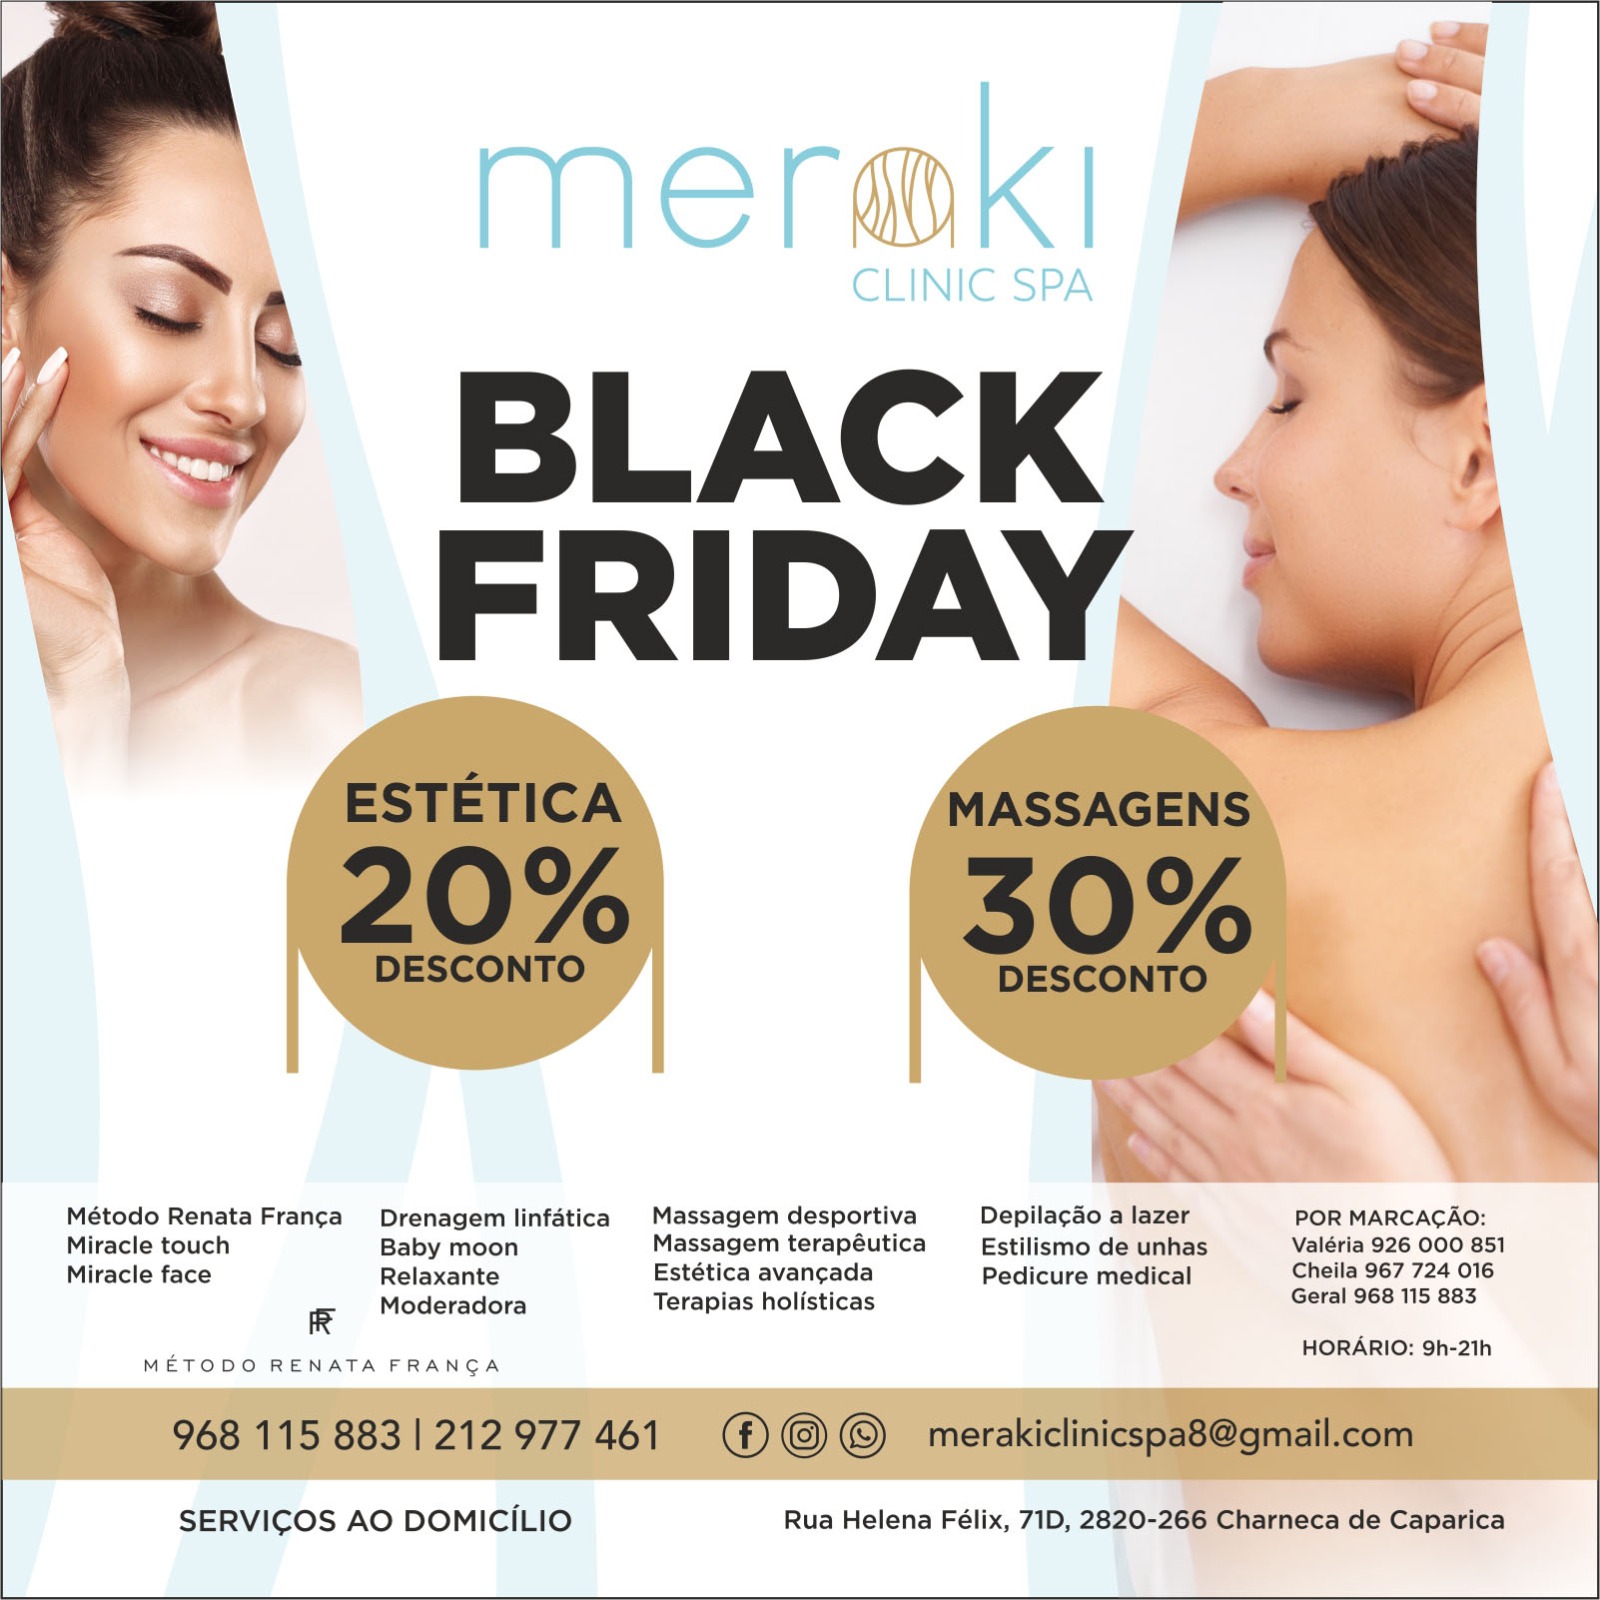 meraki
CLINIC SPA
BLACK
FRIDAY
ESTÉTICA
20%
DESCONTO
MASSAGENS
30%
DESCONTO
Método Renata França
Miracle touch
Miracle face
MÉTODO RENATA FRANÇA
Drenagem linfática
Baby moon
Relaxante
Moderadora
Massagem desportiva
Massagem terapêutica
Estética avançada
Terapias holísticas
Depilação a lazer
Estilismo de unhas
Pedicure medical
POR MARCAÇÃO:
Valéria 926 000 851
Cheila 967 724 016
Geral 968 115 883
HORÁRIO: 9h-21h
968 115 883 | 212 977 461
merakiclinicspa8@gmail.com
SERVIÇOS AO DOMICÍLIO
Rua Helena Félix, 71D, 2820-266 Charneca de Caparica